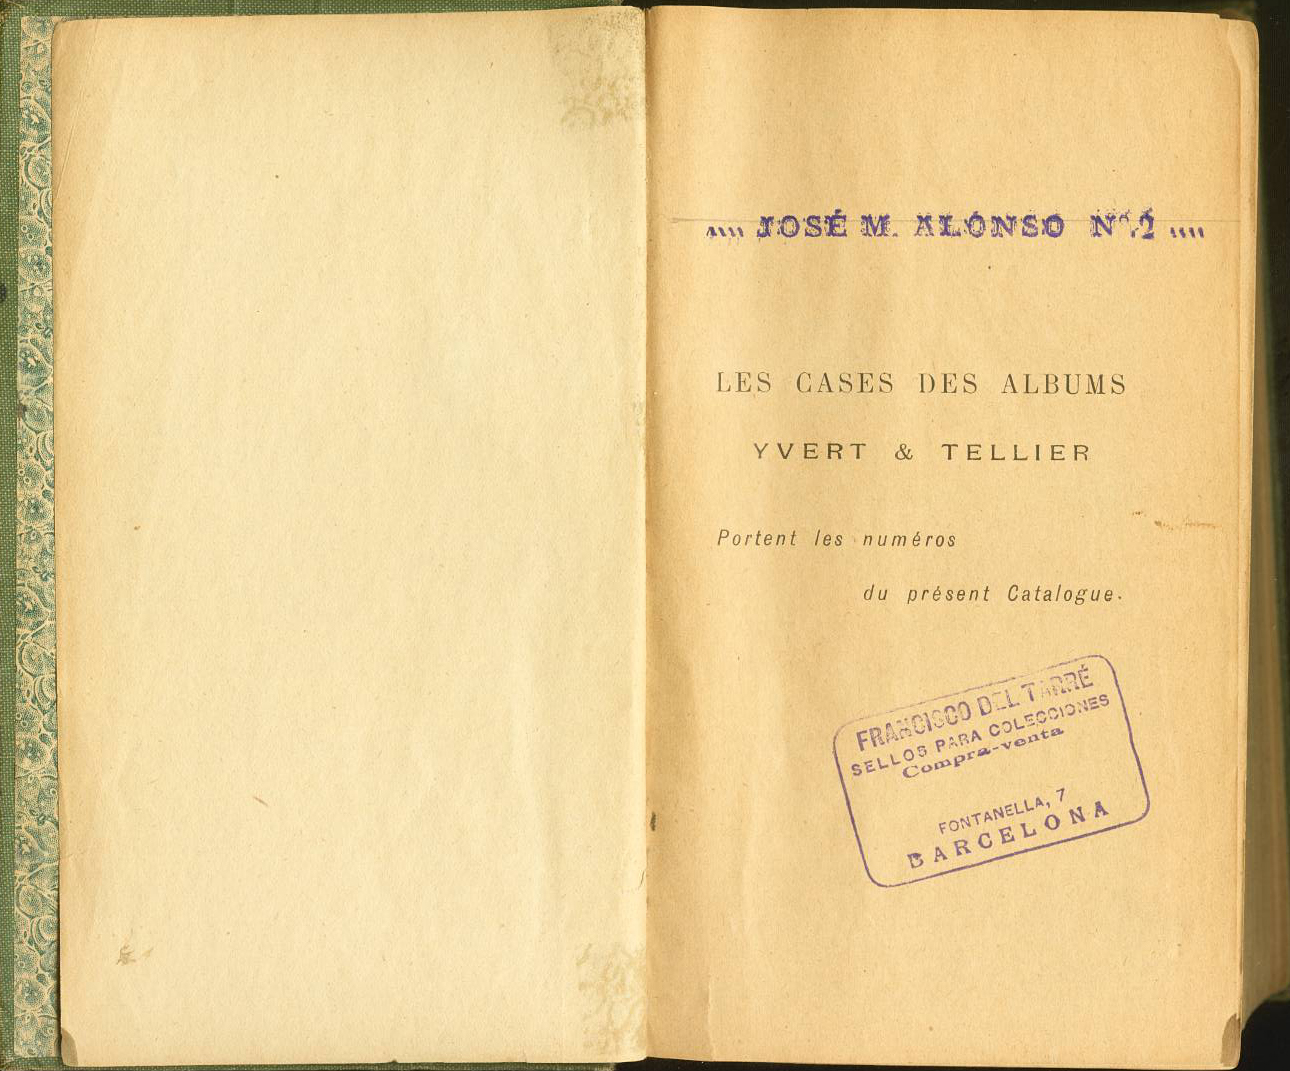 JOSÉ M. ALONSO Nº. 2
LES CASES DES ALBUMS
YVERT & TELLIER
Portent les numéros
du présent Catalogue.
FRANCISCO DEL TARRÉ
SELLOS PARA COLECCIONES
Compra-venta
FONTANELLA, 7
BARCELONA